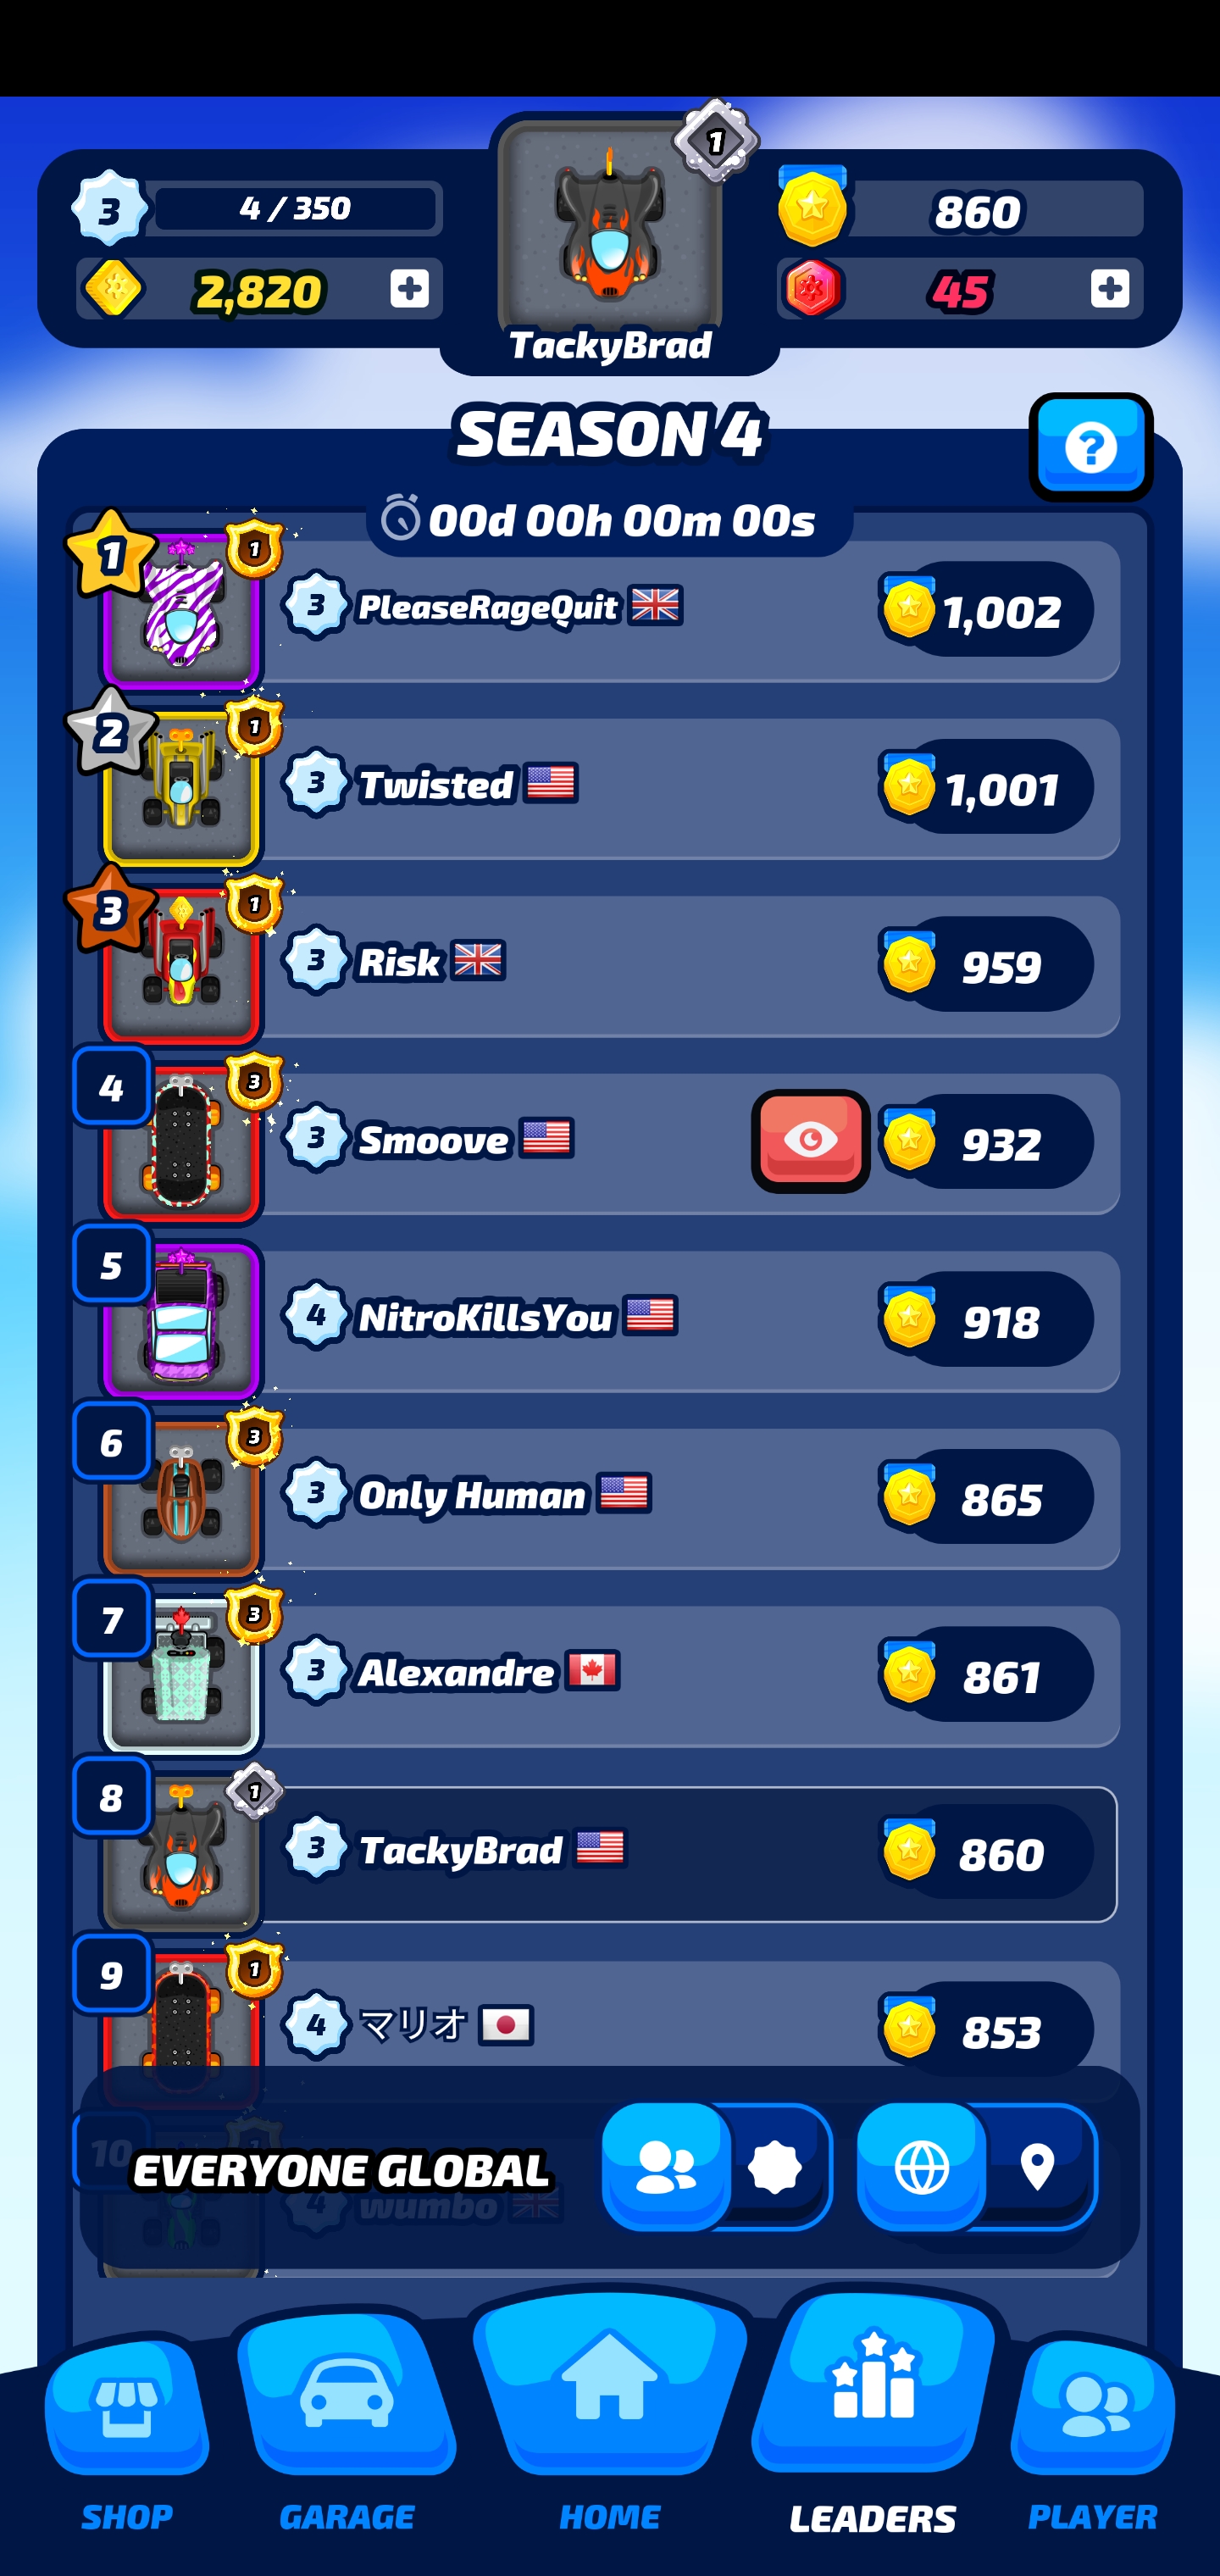 1
3
4 / 350
860
2,820
45
TackyBrad
SEASON 4
?
00d 00h 00m 00s
1
1
3
PleaseRageQuit
1,002
2
1
3
Twisted
1,001
3
1
3
Risk
959
4
3
3
Smoove
932
5
4
NitroKillsYou
918
6
3
3
Only Human
865
7
3
3
Alexandre
861
8
1
3
TackyBrad
860
9
1
4
マリオ
853
10
1
4
wumbo
EVERYONE GLOBAL
SHOP
GARAGE
HOME
LEADERS
PLAYER